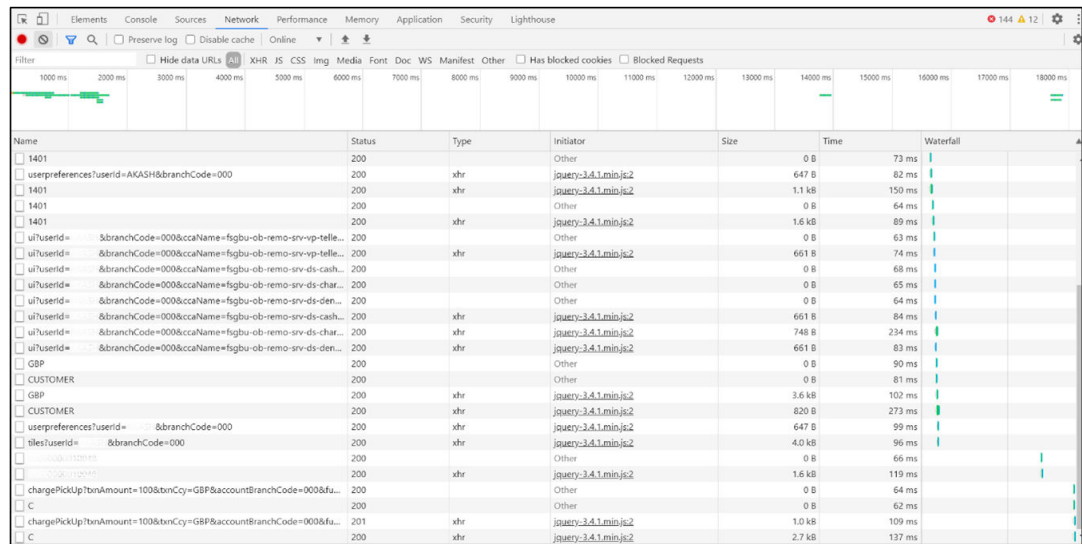 Elements Console Sources Network Performance Memory Application Security Lighthouse 144 12
Preserve log Disable cache Online
Filter Hide data URLs All XHR JS CSS Img Media Font Doc WS Manifest Other Has blocked cookies Blocked Requests
1000 ms 2000 ms 3000 ms 4000 ms 5000 ms 6000 ms 7000 ms 8000 ms 9000 ms 10000 ms 11000 ms 12000 ms 13000 ms 14000 ms 15000 ms 16000 ms 17000 ms 18000 ms
Name Status Type Initiator Size Time Waterfall
1401 200 Other 0 B 73 ms
userpreferences?userId=AKASH&branchCode=000 200 xhr jquery-3.4.1.min.js:2 647 B 82 ms
1401 200 xhr jquery-3.4.1.min.js:2 1.1 kB 150 ms
1401 200 Other 0 B 64 ms
1401 200 xhr jquery-3.4.1.min.js:2 1.6 kB 89 ms
ui?userId= &branchCode=000&ccaName=fsgbu-ob-remo-srv-vp-telle... 200 Other 0 B 63 ms
ui?userId= &branchCode=000&ccaName=fsgbu-ob-remo-srv-vp-telle... 200 xhr jquery-3.4.1.min.js:2 661 B 74 ms
ui?userId= &branchCode=000&ccaName=fsgbu-ob-remo-srv-ds-cash... 200 Other 0 B 68 ms
ui?userId= &branchCode=000&ccaName=fsgbu-ob-remo-srv-ds-char... 200 Other 0 B 65 ms
ui?userId= &branchCode=000&ccaName=fsgbu-ob-remo-srv-ds-den... 200 Other 0 B 64 ms
ui?userId= &branchCode=000&ccaName=fsgbu-ob-remo-srv-ds-cash... 200 xhr jquery-3.4.1.min.js:2 661 B 84 ms
ui?userId= &branchCode=000&ccaName=fsgbu-ob-remo-srv-ds-char... 200 xhr jquery-3.4.1.min.js:2 748 B 234 ms
ui?userId= &branchCode=000&ccaName=fsgbu-ob-remo-srv-ds-den... 200 xhr jquery-3.4.1.min.js:2 661 B 83 ms
GBP 200 Other 0 B 90 ms
CUSTOMER 200 Other 0 B 81 ms
GBP 200 xhr jquery-3.4.1.min.js:2 3.6 kB 102 ms
CUSTOMER 200 xhr jquery-3.4.1.min.js:2 820 B 273 ms
userpreferences?userId= &branchCode=000 200 xhr jquery-3.4.1.min.js:2 647 B 99 ms
tiles?userId= &branchCode=000 200 xhr jquery-3.4.1.min.js:2 4.0 kB 96 ms
200 Other 0 B 66 ms
200 xhr jquery-3.4.1.min.js:2 1.6 kB 119 ms
chargePickUp?txnAmount=100&txnCcy=GBP&accountBranchCode=000&fu... 200 Other 0 B 64 ms
C 200 Other 0 B 62 ms
chargePickUp?txnAmount=100&txnCcy=GBP&accountBranchCode=000&fu... 201 xhr jquery-3.4.1.min.js:2 1.0 kB 109 ms
C 200 xhr jquery-3.4.1.min.js:2 2.7 kB 137 ms